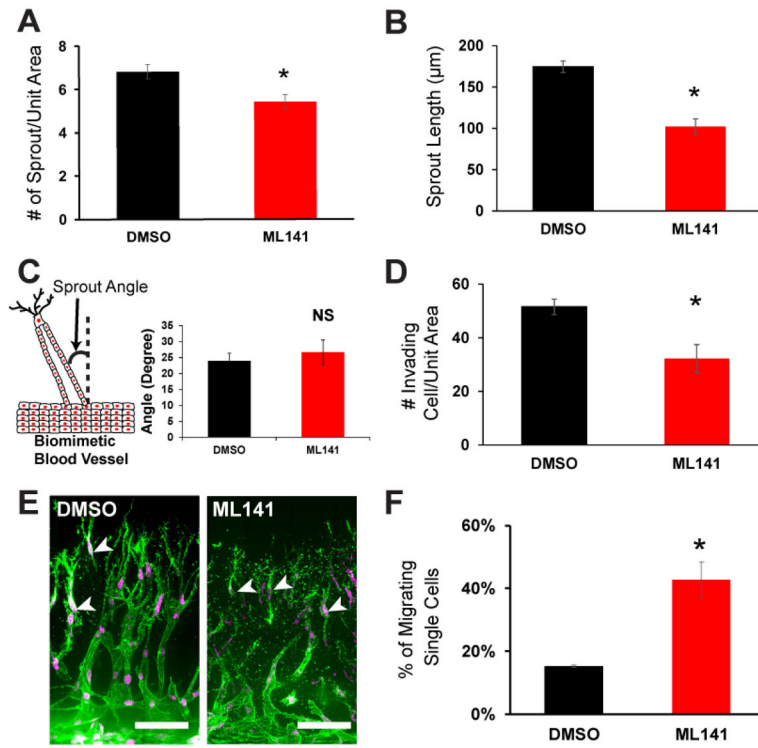 A
# of Sprout/Unit Area
8
6
4
2
0
DMSO
*
ML141
B
Sprout Length (µm)
200
150
100
50
0
DMSO
*
ML141
C
Sprout Angle
Biomimetic
Blood Vessel
Angle (Degree)
35
30
25
20
15
10
5
0
NS
DMSO
ML141
D
# Invading
Cell/Unit Area
60
40
20
0
DMSO
*
ML141
E
DMSO
ML141
F
% of Migrating
Single Cells
60%
40%
20%
0%
DMSO
*
ML141